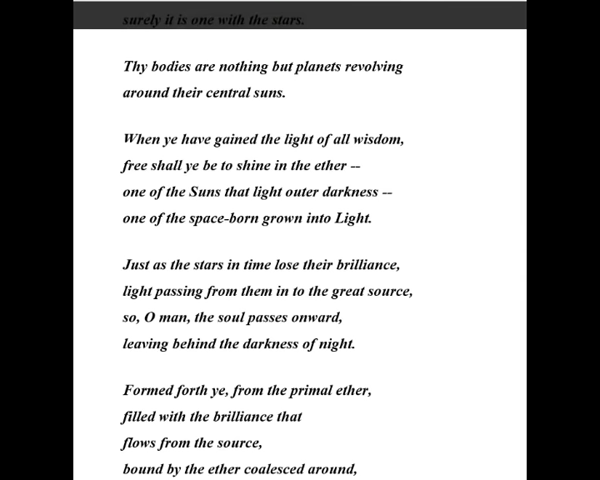 surely it is one with the stars.
Thy bodies are nothing but planets revolving
around their central suns.
When ye have gained the light of all wisdom,
free shall ye be to shine in the ether --
one of the Suns that light outer darkness --
one of the space-born grown into Light.
Just as the stars in time lose their brilliance,
light passing from them in to the great source,
so, O man, the soul passes onward,
leaving behind the darkness of night.
Formed forth ye, from the primal ether,
filled with the brilliance that
flows from the source,
bound by the ether coalesced around,